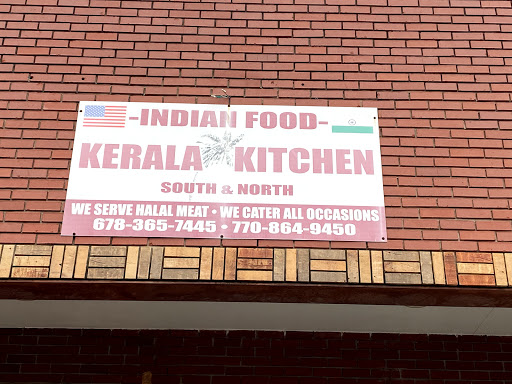 -INDIAN FOOD-
KERALA KITCHEN
SOUTH & NORTH
WE SERVE HALAL MEAT • WE CATER ALL OCCASIONS
678-365-7445 • 770-864-9450